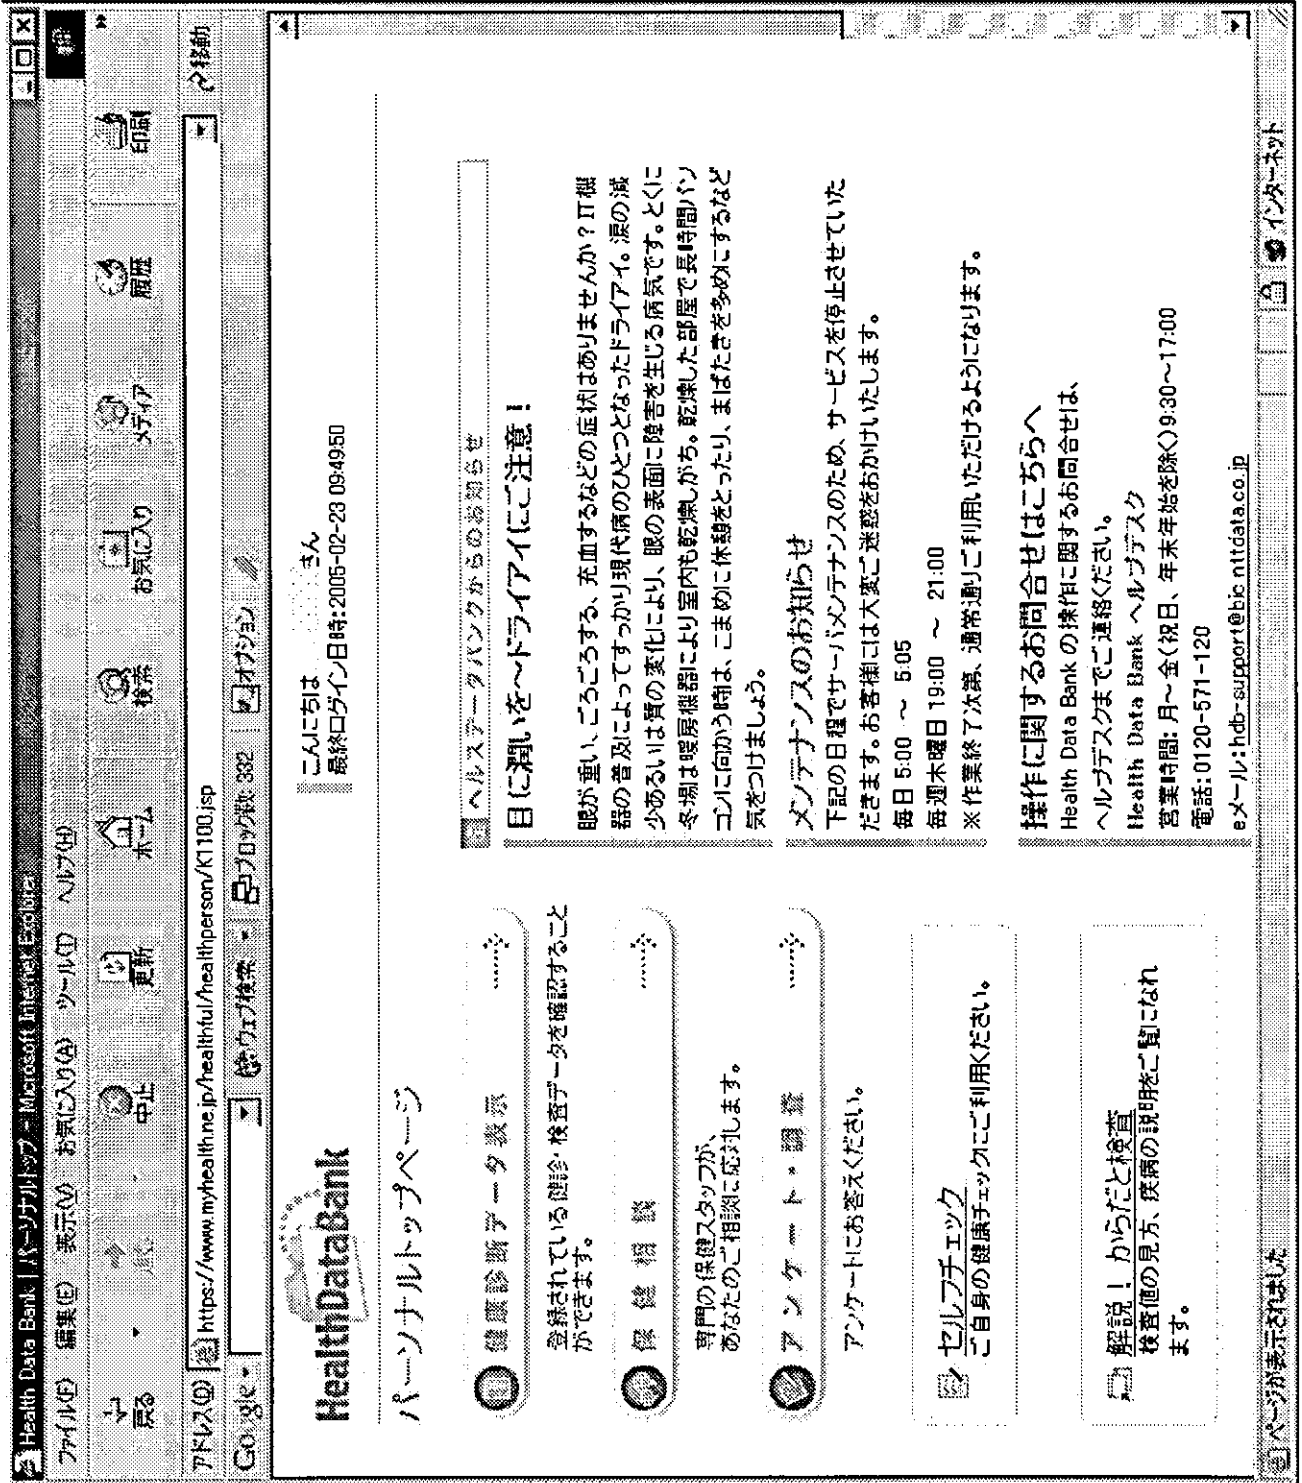 Health Data Bank | パーソナルトップ - Microsoft Internet Explorer
ファイル(F) 編集(E) 表示(V) お気に入り(A) ツール(T) ヘルプ(H)
戻る 中止 更新 ホーム 検索 お気に入り メディア 履歴 印刷
アドレス(D) https://www.myhealth.ne.jp/healthful/healthperson/K1100.jsp 移動
Google ウェブ検索 ブロック数: 332 オプション
HealthDataBank
こんにちは さん
最終ログイン日時:2005-02-23 09:49:50
パーソナルトップページ
健康診断データ表示
登録されている健診・検査データを確認すること
ができます。
保健相談
専門の保健スタッフが、
あなたのご相談に応対します。
アンケート・調査
アンケートにお答えください。
セルフチェック
ご自身の健康チェックにご利用ください。
解説！からだと検査
検査値の見方、疾病の説明をご覧になれ
ます。
ヘルスデータバンクからのお知らせ
目に潤いを～ドライアイにご注意！
眼が重い、ごろごろする、充血するなどの症状はありませんか？IT機
器の普及によってすっかり現代病のひとつとなったドライアイ。涙の減
少あるいは質の変化により、眼の表面に障害を生じる病気です。とくに
冬場は暖房機器により室内も乾燥しがち。乾燥した部屋で長時間パソ
コンに向かう時は、こまめに休憩をとったり、まばたきを多めにするなど
気をつけましょう。
メンテナンスのお知らせ
下記の日程でサーバメンテナンスのため、サービスを停止させていた
だきます。お客様には大変ご迷惑をおかけいたします。
毎日 5:00 ～ 5:05
毎週木曜日 19:00 ～ 21:00
※作業終了次第、通常通りご利用いただけるようになります。
操作に関するお問合せはこちらへ
Health Data Bank の操作に関するお問合せは、
ヘルプデスクまでご連絡ください。
Health Data Bank ヘルプデスク
営業時間: 月～金(祝日、年末年始を除く)9:30～17:00
電話:0120-571-120
eメール:hdb-support@bic.nttdata.co.jp
ページが表示されました インターネット